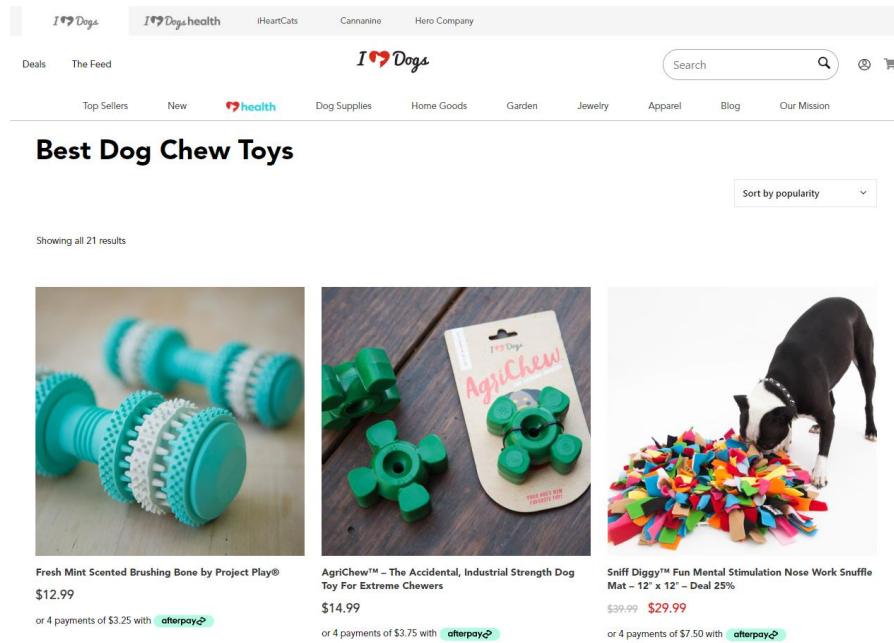 I Dogs
I Dogs health
iHeartCats
Cannanine
Hero Company
Deals
The Feed
I Dogs
Search
Top Sellers
New
health
Dog Supplies
Home Goods
Garden
Jewelry
Apparel
Blog
Our Mission
Best Dog Chew Toys
Sort by popularity
Showing all 21 results
I Dogs
AgriChew
YOUR DOG'S NEW
FAVORITE TOY!
Fresh Mint Scented Brushing Bone by Project Play®
$12.99
or 4 payments of $3.25 with afterpay
AgriChew™ – The Accidental, Industrial Strength Dog
Toy For Extreme Chewers
$14.99
or 4 payments of $3.75 with afterpay
Sniff Diggy™ Fun Mental Stimulation Nose Work Snuffle
Mat – 12" x 12" – Deal 25%
$39.99 $29.99
or 4 payments of $7.50 with afterpay